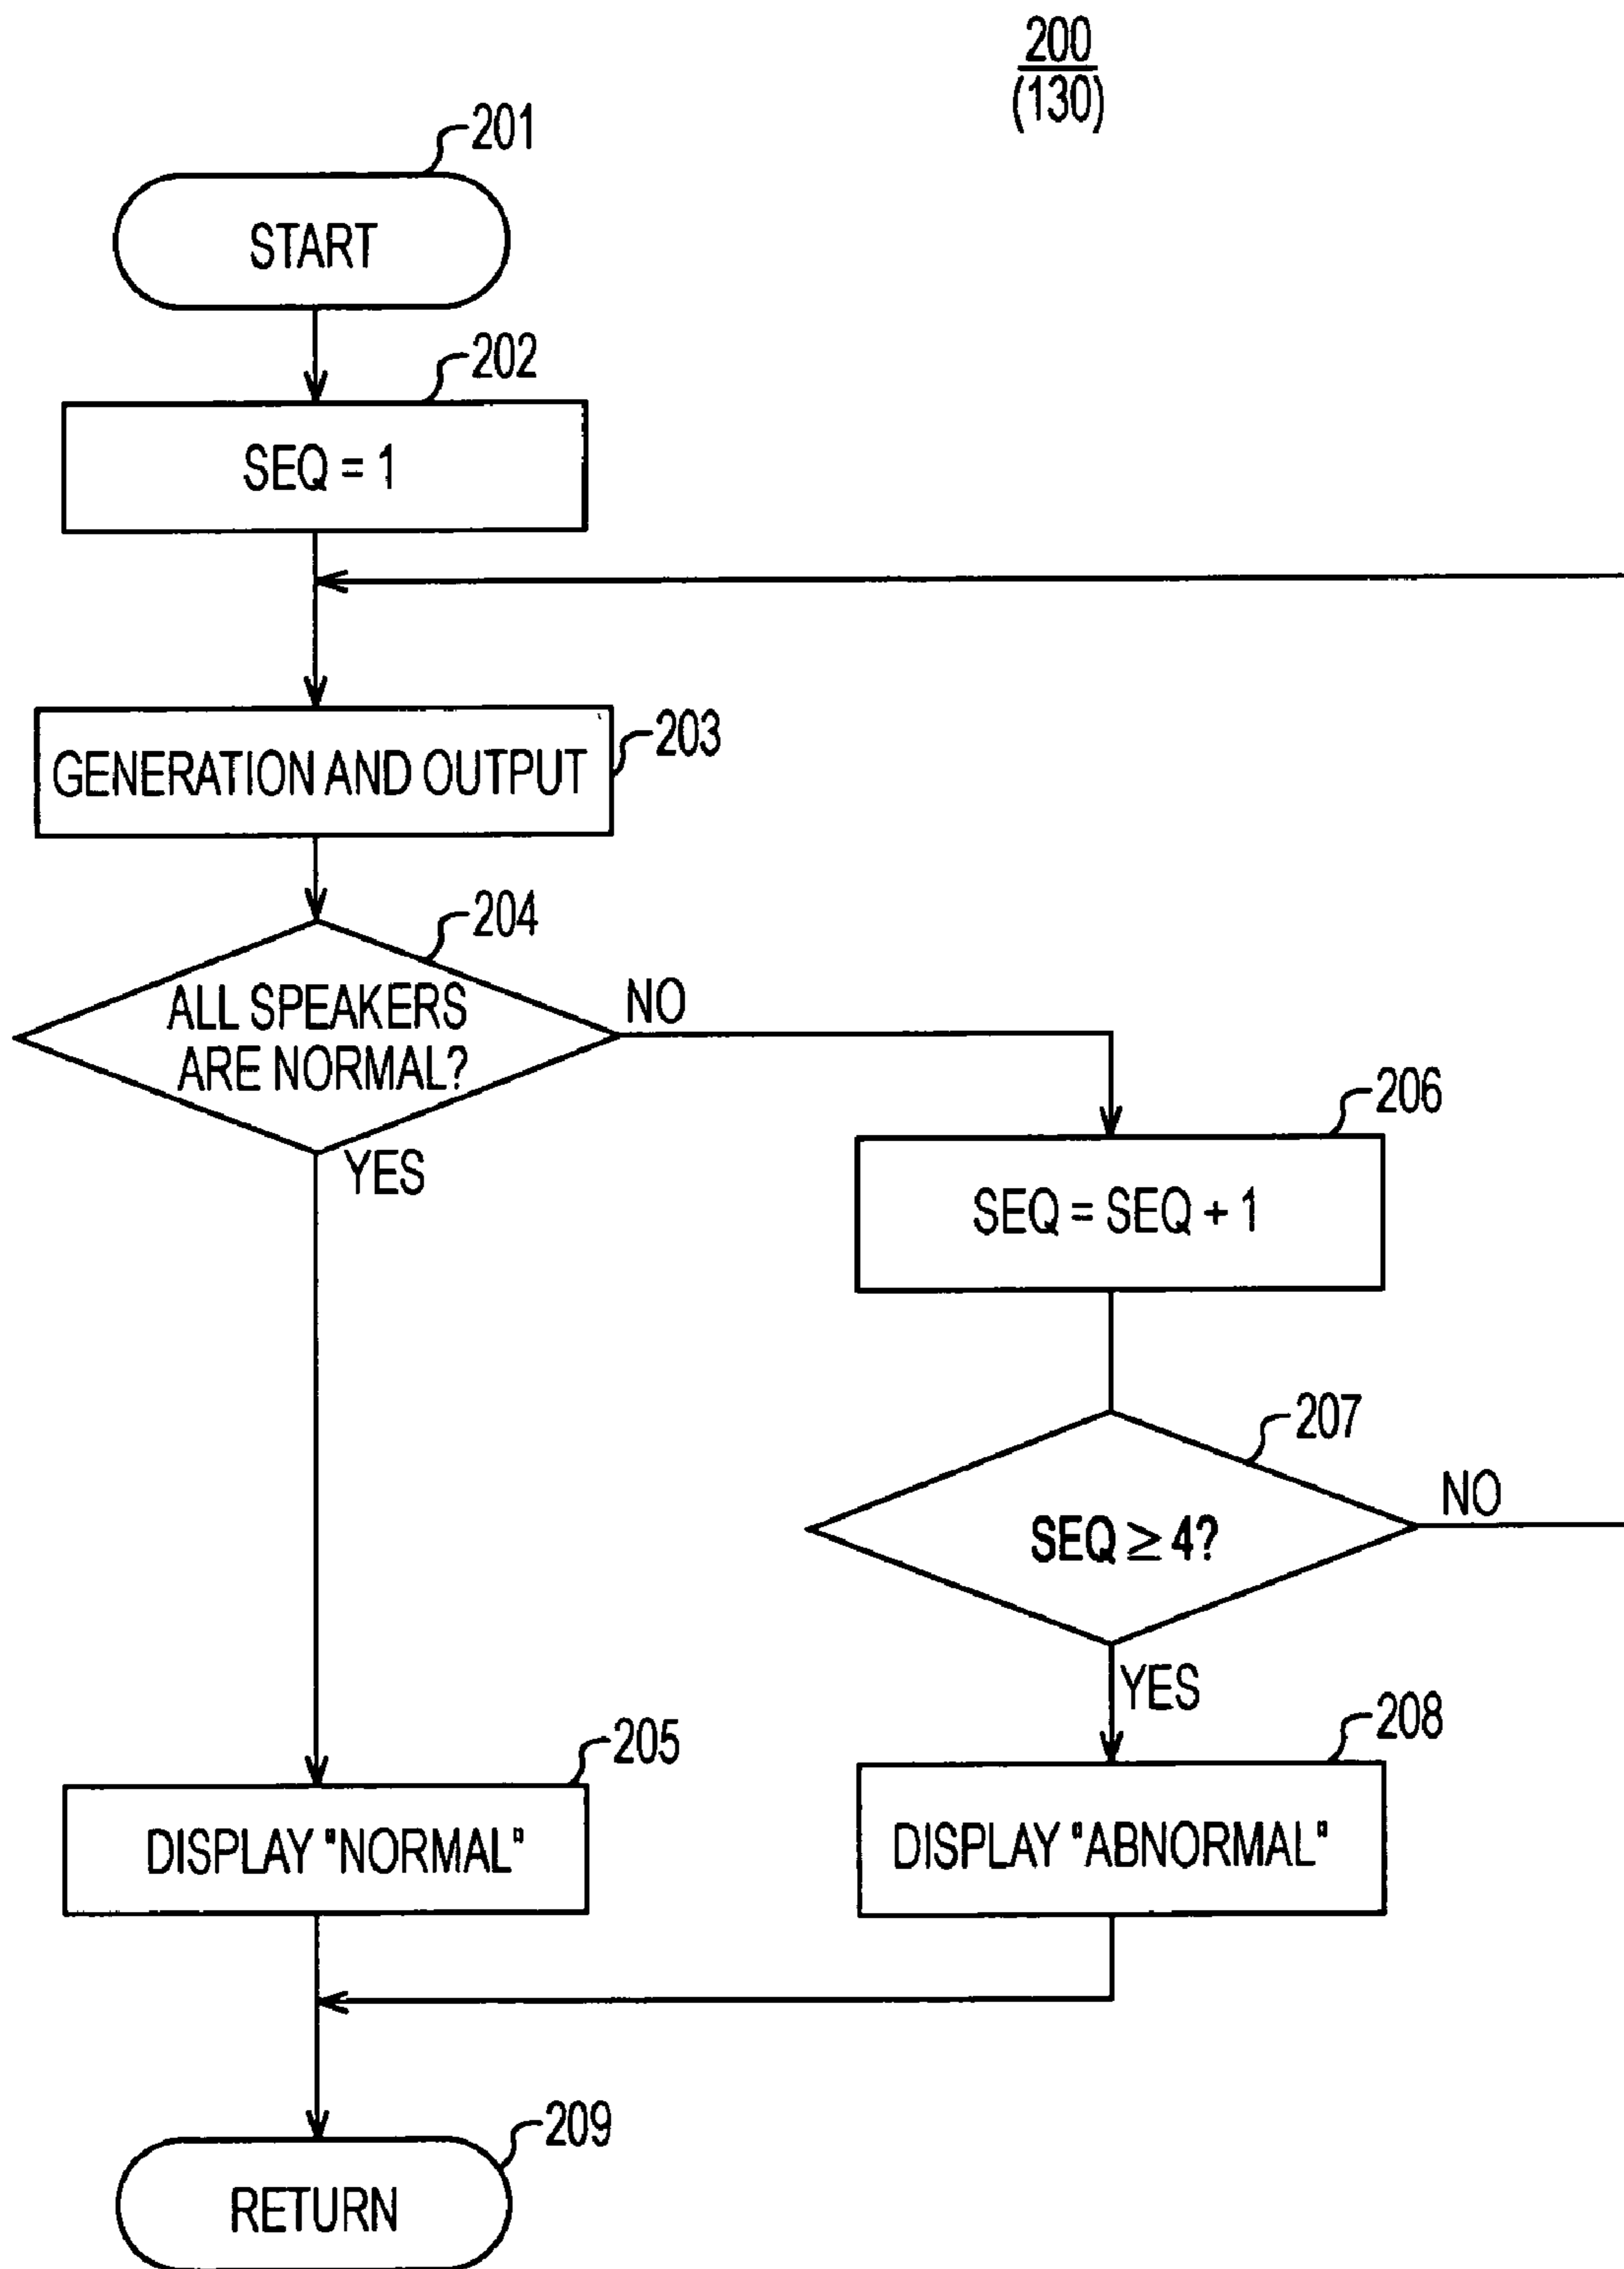 200
(130)
201
START
202
SEQ = 1
203
GENERATION AND OUTPUT
204
ALL SPEAKERS
ARE NORMAL?
NO
YES
206
SEQ = SEQ + 1
207
SEQ ≥ 4?
NO
YES
205
DISPLAY "NORMAL"
208
DISPLAY "ABNORMAL"
209
RETURN